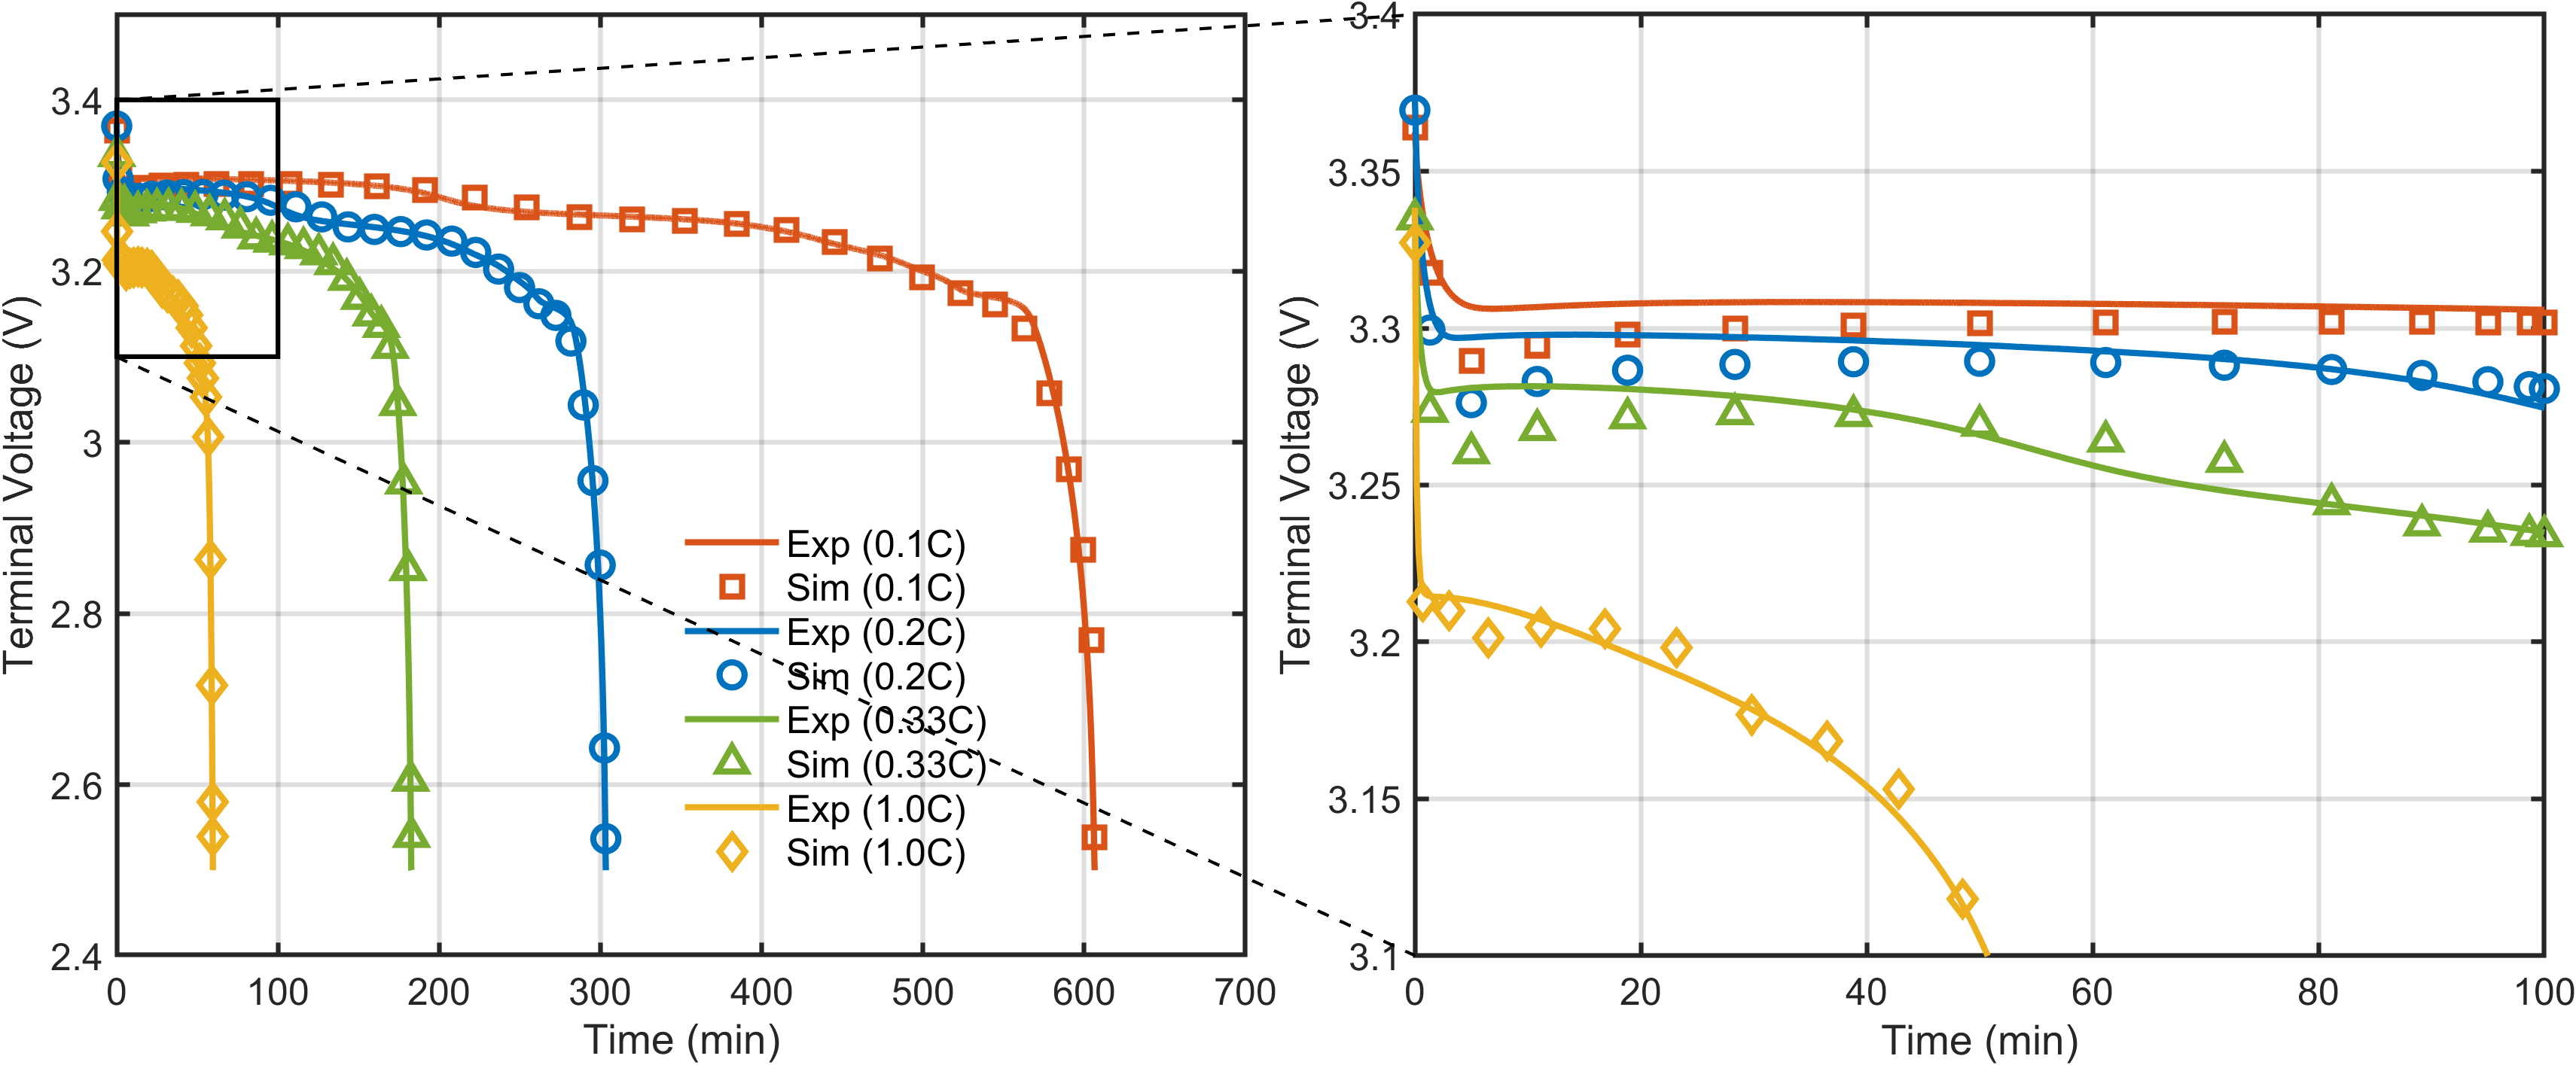 3.4
3.2
3
2.8
2.6
2.4
0 100 200 300 400 500 600 700
Time (min)
Terminal Voltage (V)
Exp (0.1C)
Sim (0.1C)
Exp (0.2C)
Sim (0.2C)
Exp (0.33C)
Sim (0.33C)
Exp (1.0C)
Sim (1.0C)
3.4
3.35
3.3
3.25
3.2
3.15
3.1
0 20 40 60 80 100
Time (min)
Terminal Voltage (V)